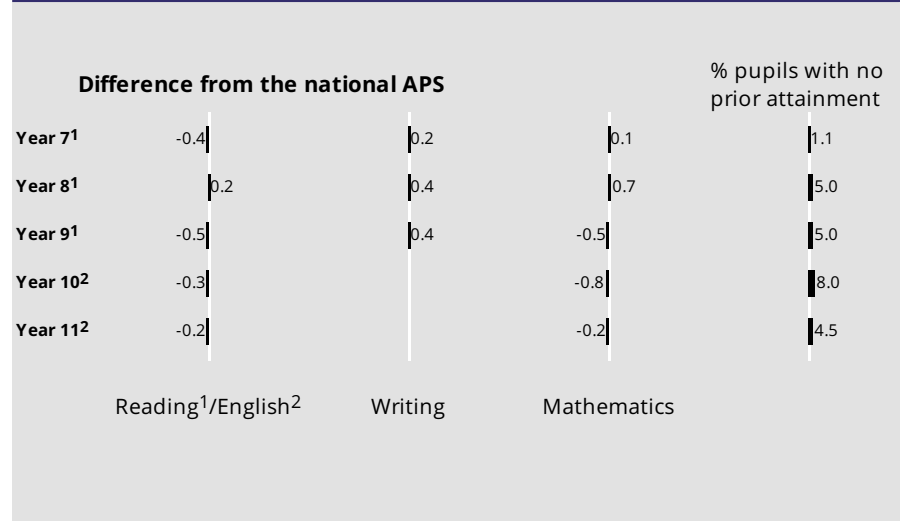 % pupils with no
Difference from the national APS
prior attainment
Year 7¹ -0.4 0.2 0.1 1.1
Year 8¹ 0.2 0.4 0.7 5.0
Year 9¹ -0.5 0.4 -0.5 5.0
Year 10² -0.3 -0.8 8.0
Year 11² -0.2 -0.2 4.5
Reading¹/English² Writing Mathematics